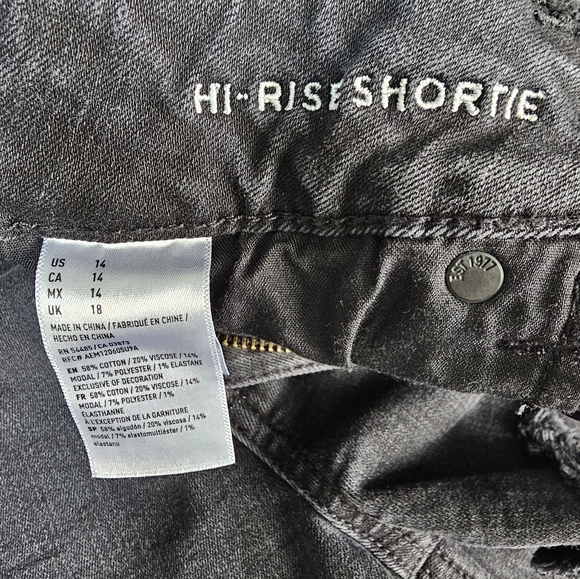 HI-RISE SHORTIE
EST 1977
US 14
CA 14
MX 14
UK 18
MADE IN CHINA / FABRIQUÉ EN CHINE /
HECHO EN CHINA
RN 54485 / CA 03873
RFC# AEM120605U9A
EN 58% COTTON / 20% VISCOSE / 14%
MODAL / 7% POLYESTER / 1% ELASTANE
EXCLUSIVE OF DECORATION
FR 58% COTON / 20% VISCOSE / 14%
MODAL / 7% POLYESTER / 1%
ELASTHANNE
À L'EXCEPTION DE LA GARNITURE
SP 58% algodón / 20% viscosa / 14%
modal / 7% elastomultiéster / 1%
elastano